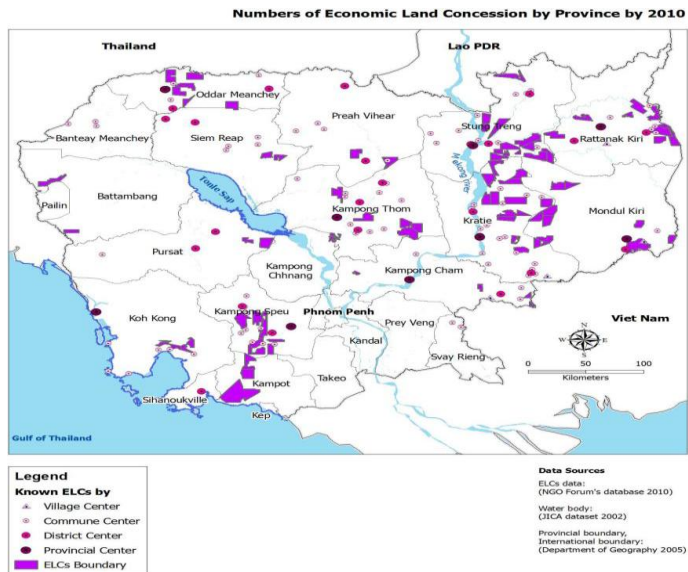 Numbers of Economic Land Concession by Province by 2010
Thailand
Lao PDR
Oddar Meanchey
Preah Vihear
Stung Treng
Rattanak Kiri
Banteay Meanchey
Siem Reap
Mekong River
Tonle Sap
Battambang
Pailin
Kampong Thom
Mondul Kiri
Kratie
Pursat
Kampong
Chhnang
Kampong Cham
Koh Kong
Kampong Speu
Phnom Penh
Prey Veng
Viet Nam
Kandal
Svay Rieng
N
W
E
S
Kampot
Takeo
Sihanoukville
Kep
0
50
100
Kilometers
Gulf of Thailand
Legend
Known ELCs by
Village Center
Commune Center
District Center
Provincial Center
ELCs Boundary
Data Sources
ELCs data:
(NGO Forum's database 2010)
Water body:
(JICA dataset 2002)
Provincial boundary,
International boundary:
(Department of Geography 2005)